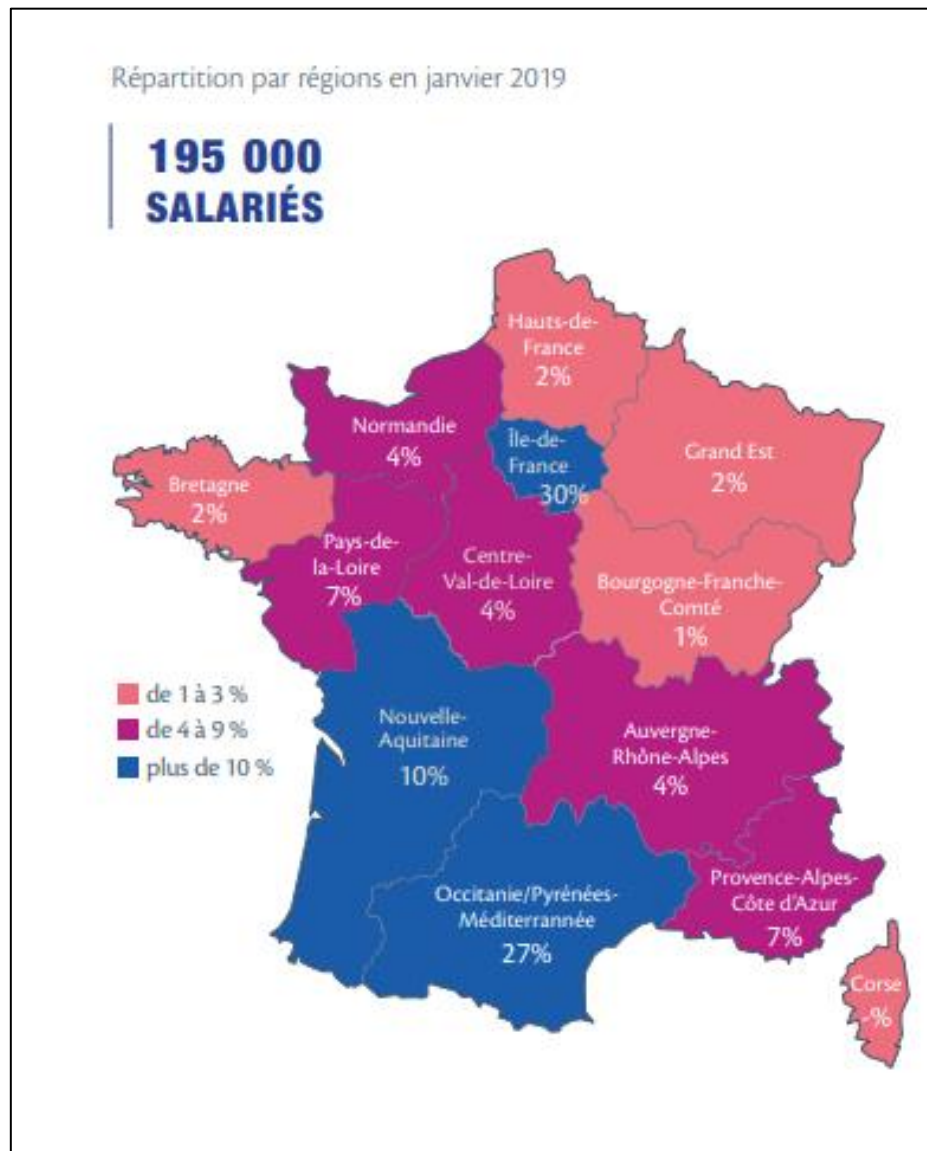 Répartition par régions en janvier 2019
195 000
SALARIÉS
Hauts-de-
France
2%
Normandie
4%
Île-de-
France
30%
Grand Est
2%
Bretagne
2%
Pays-de-
la-Loire
7%
Centre-
Val-de-Loire
4%
Bourgogne-Franche-
Comté
1%
de 1 à 3 %
de 4 à 9 %
plus de 10 %
Nouvelle-
Aquitaine
10%
Auvergne-
Rhône-Alpes
4%
Occitanie/Pyrénées-
Méditerrannée
27%
Provence-Alpes-
Côte d'Azur
7%
Corse
-%